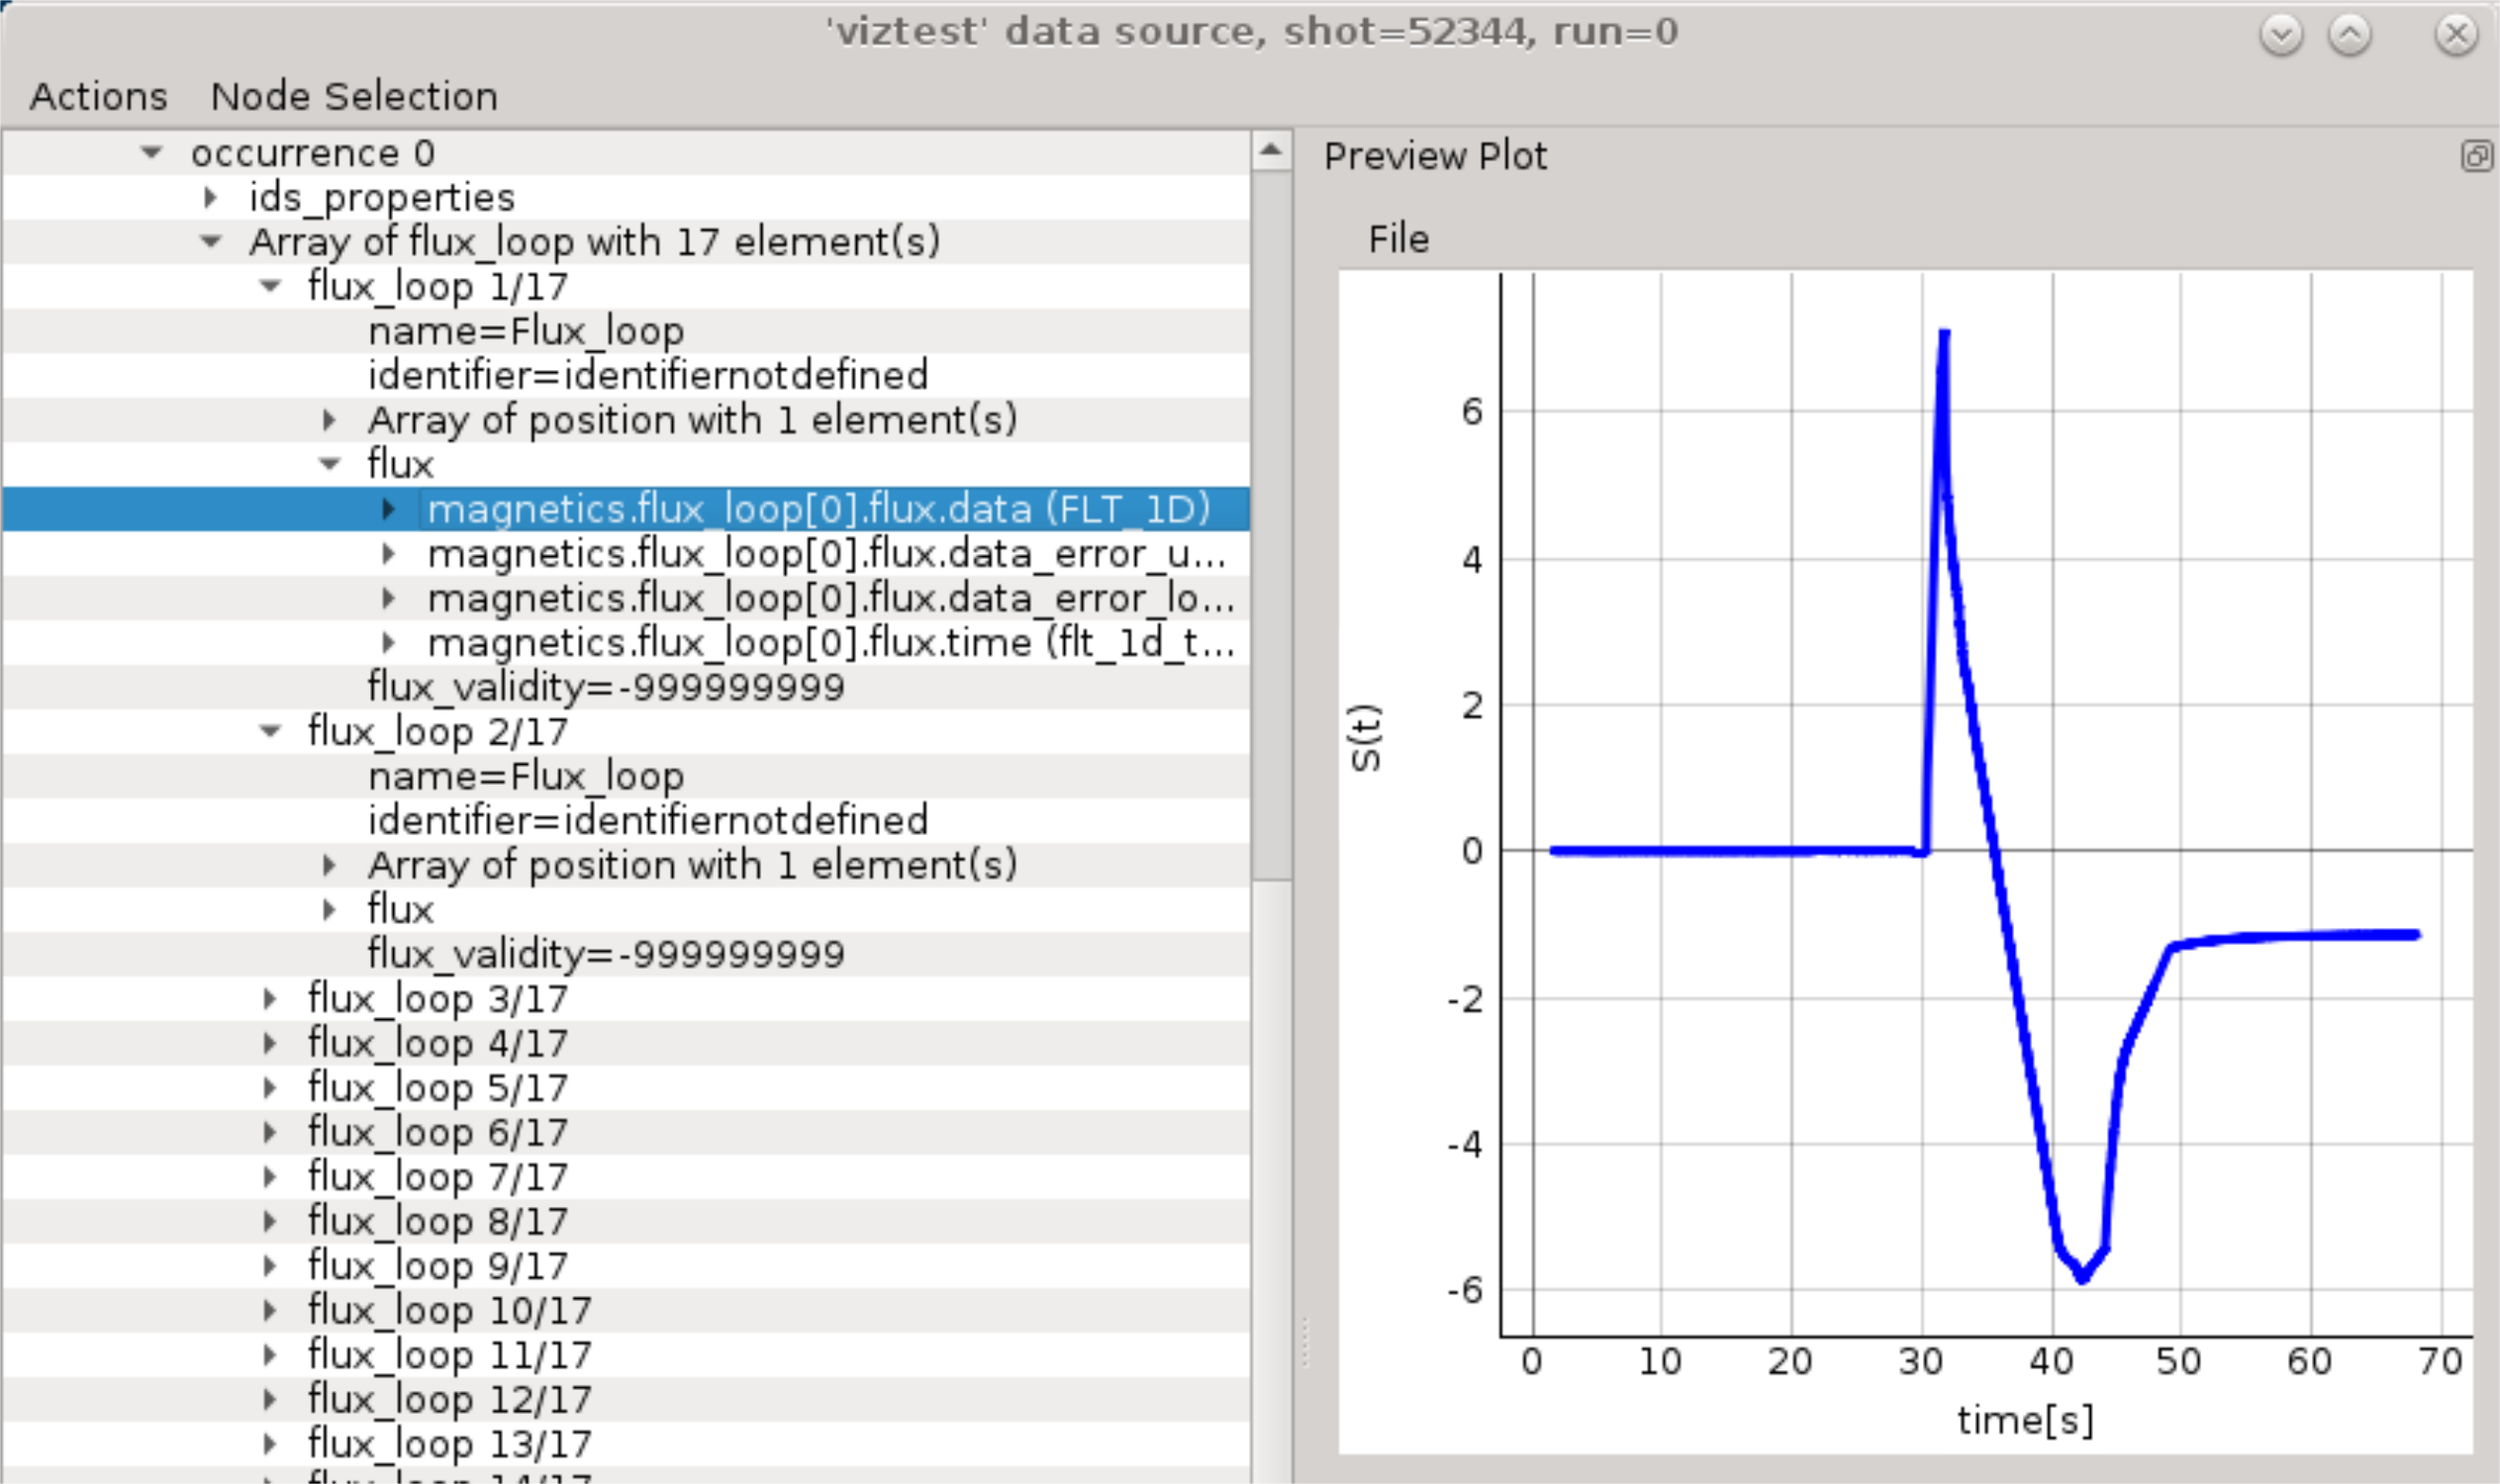 'viztest' data source, shot=52344, run=0
Actions Node Selection
occurrence 0
ids_properties
Array of flux_loop with 17 element(s)
flux_loop 1/17
name=Flux_loop
identifier=identifiernotdefined
Array of position with 1 element(s)
flux
magnetics.flux_loop[0].flux.data (FLT_1D)
magnetics.flux_loop[0].flux.data_error_u...
magnetics.flux_loop[0].flux.data_error_lo...
magnetics.flux_loop[0].flux.time (flt_1d_t...
flux_validity=-999999999
flux_loop 2/17
name=Flux_loop
identifier=identifiernotdefined
Array of position with 1 element(s)
flux
flux_validity=-999999999
flux_loop 3/17
flux_loop 4/17
flux_loop 5/17
flux_loop 6/17
flux_loop 7/17
flux_loop 8/17
flux_loop 9/17
flux_loop 10/17
flux_loop 11/17
flux_loop 12/17
flux_loop 13/17
Preview Plot
File
6
4
2
0
-2
-4
-6
S(t)
0 10 20 30 40 50 60 70
time[s]